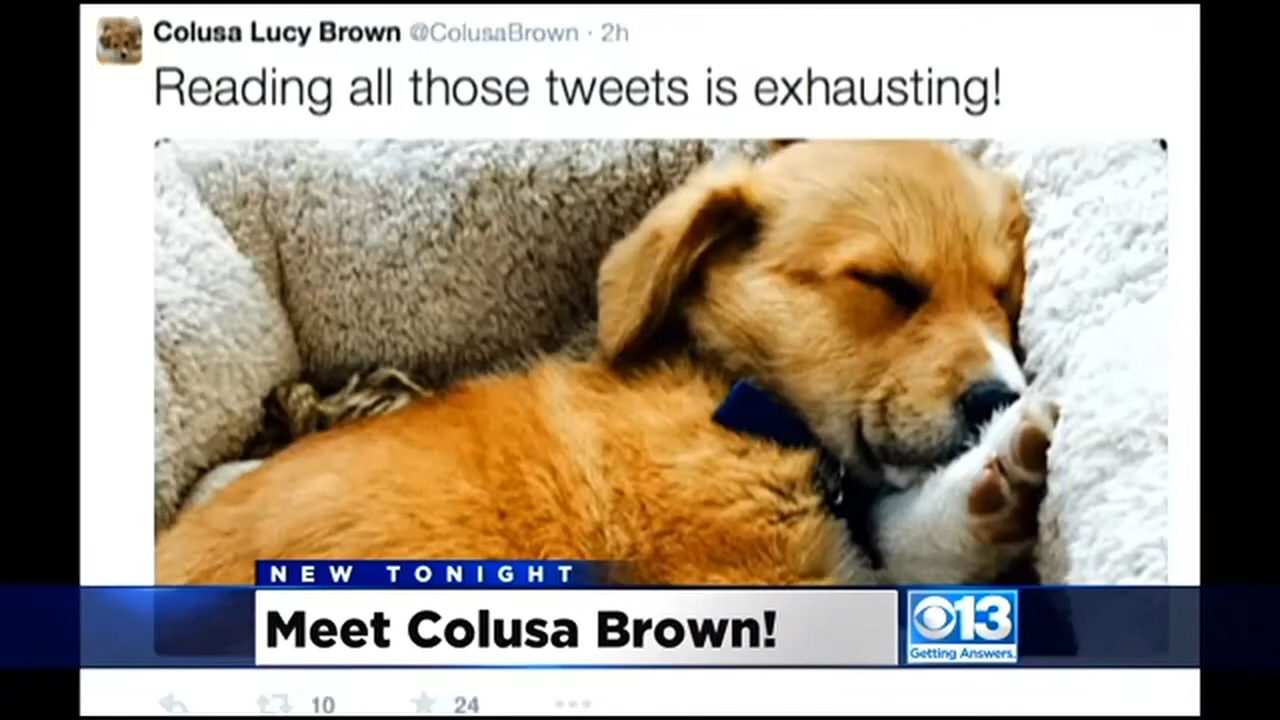 Colusa Lucy Brown @ColusaBrown · 2h
Reading all those tweets is exhausting!
NEW TONIGHT
Meet Colusa Brown!
13
Getting Answers.
10 24